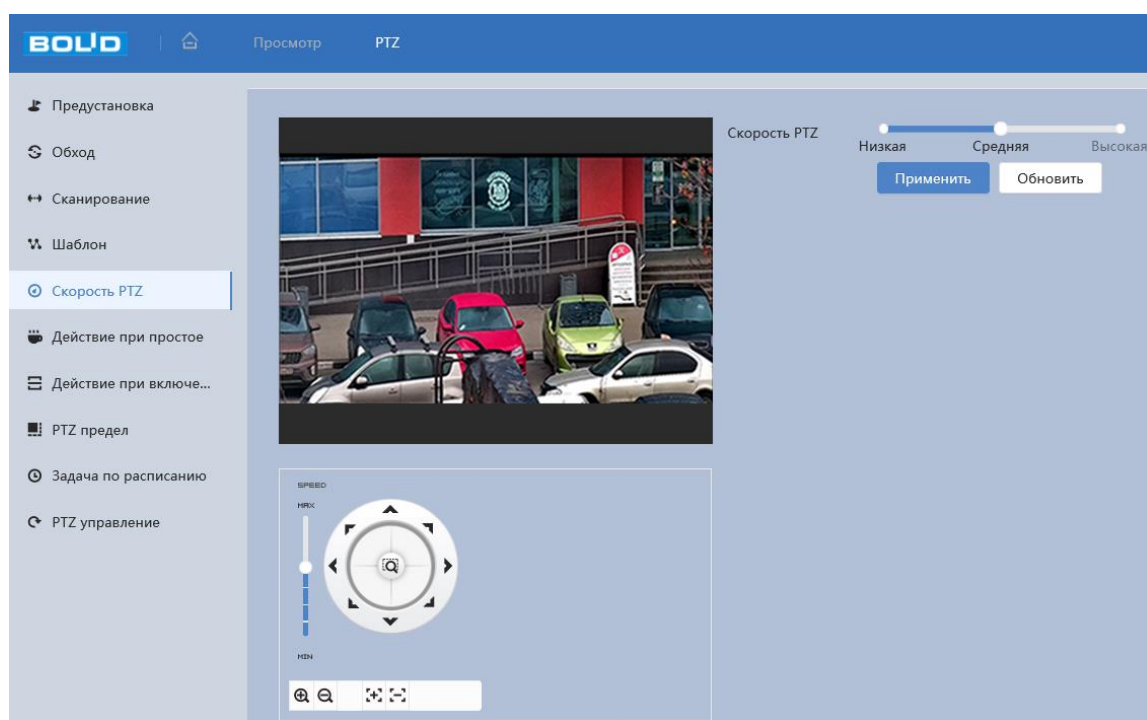 BOLID
Просмотр
PTZ
Предустановка
Обход
Сканирование
Шаблон
Скорость PTZ
Действие при простое
Действие при включе...
PTZ предел
Задача по расписанию
PTZ управление
Скорость PTZ
Низкая
Средняя
Высокая
Применить
Обновить
SPEED
MAX
MIN